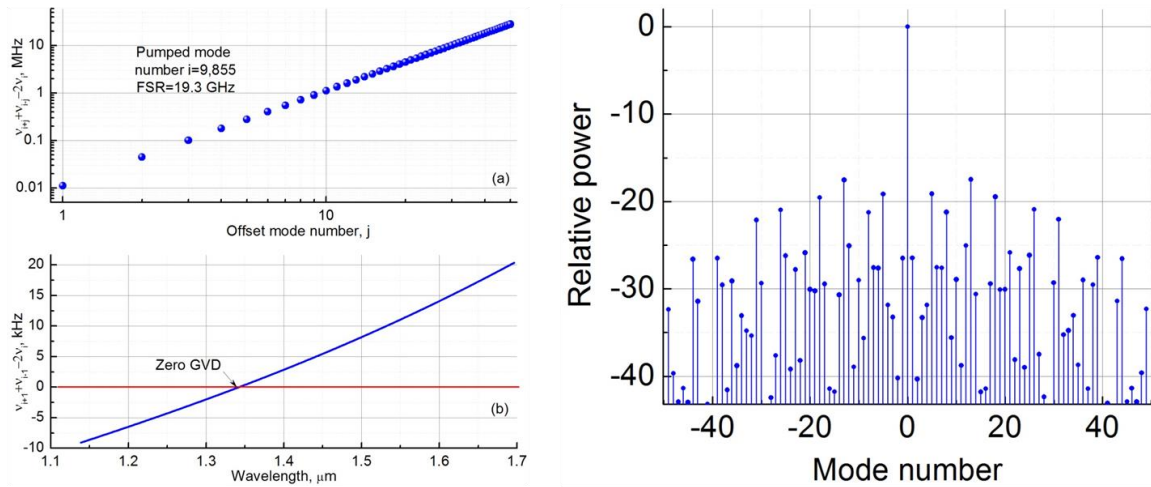 10
1
0.1
0.01
ν_{i+j}+ν_{i-j}-2ν_i, MHz
Pumped mode
number i=9,855
FSR=19.3 GHz
(a)
1
10
Offset mode number, j
20
15
10
5
0
-5
-10
ν_{i+1}+ν_{i-1}-2ν_i, kHz
Zero GVD
(b)
1.1
1.2
1.3
1.4
1.5
1.6
1.7
Wavelength, μm
0
-10
-20
-30
-40
Relative power
-40
-20
0
20
40
Mode number